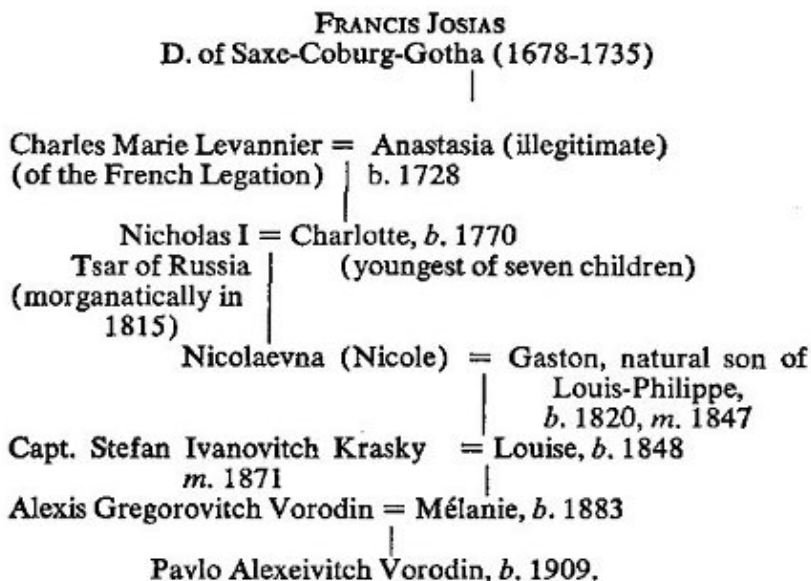 FRANCIS JOSIAS
D. of Saxe-Coburg-Gotha (1678-1735)
Charles Marie Levannier = Anastasia (illegitimate)
(of the French Legation) b. 1728
Nicholas I = Charlotte, b. 1770
Tsar of Russia (youngest of seven children)
(morganatically in
1815)
Nicolaevna (Nicole) = Gaston, natural son of
Louis-Philippe,
b. 1820, m. 1847
Capt. Stefan Ivanovitch Krasky = Louise, b. 1848
m. 1871
Alexis Gregorovitch Vorodin = Mélanie, b. 1883
Pavlo Alexeivitch Vorodin, b. 1909.